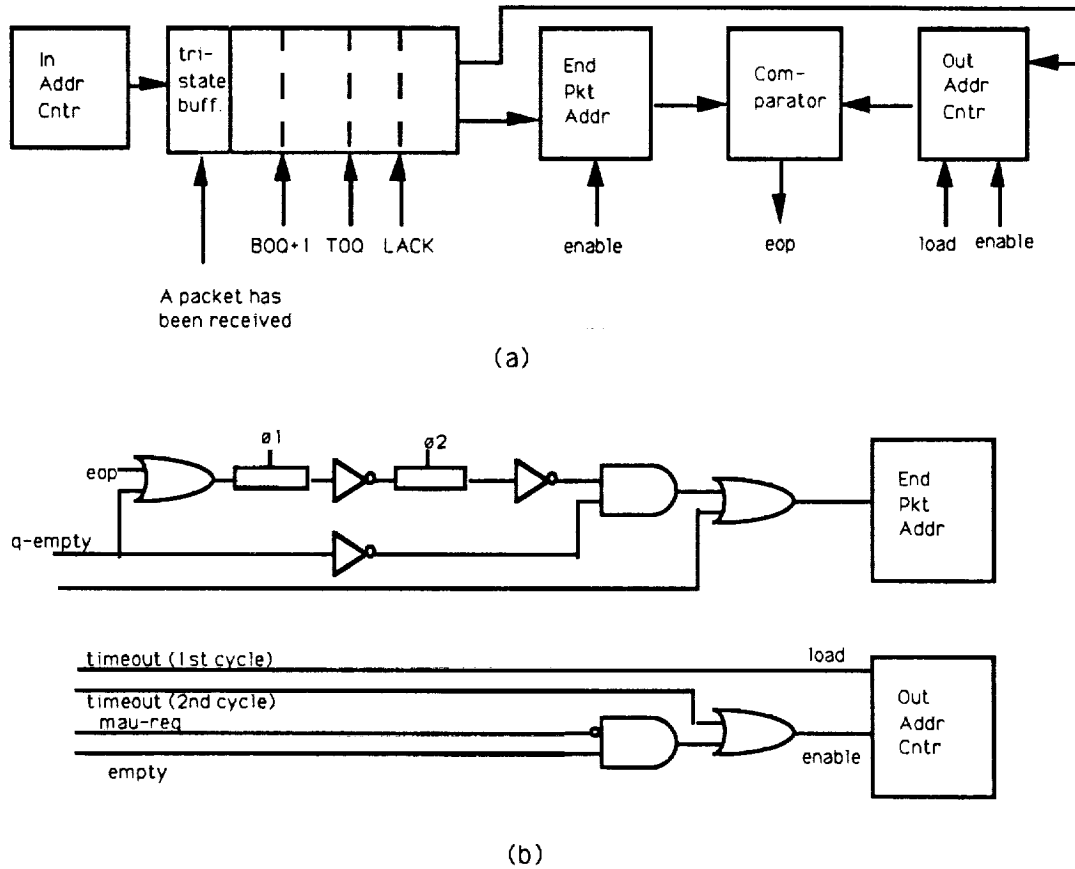 In
Addr
Cntr
tri-
state
buff.
End
Pkt
Addr
Com-
parator
Out
Addr
Cntr
BOQ+1 TOQ LACK
enable
eop
load enable
A packet has
been received
(a)
ø1
ø2
eop
q-empty
End
Pkt
Addr
timeout (1st cycle)
load
timeout (2nd cycle)
mau-req
empty
enable
Out
Addr
Cntr
(b)